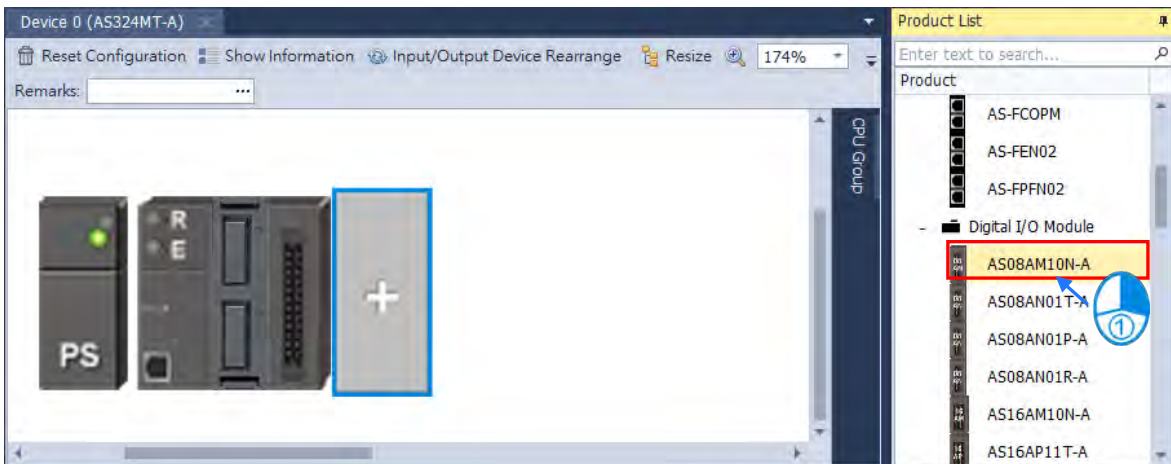 Device 0 (AS324MT-A)
Reset Configuration Show Information Input/Output Device Rearrange Resize 174%
Remarks: ...
CPU Group
R
E
PS
Product List
Enter text to search...
Product
AS-FCOPM
AS-FEN02
AS-FPFN02
- Digital I/O Module
AS08AM10N-A
AS08AN01T-A
①
AS08AN01P-A
AS08AN01R-A
AS16AM10N-A
AS16AP11T-A